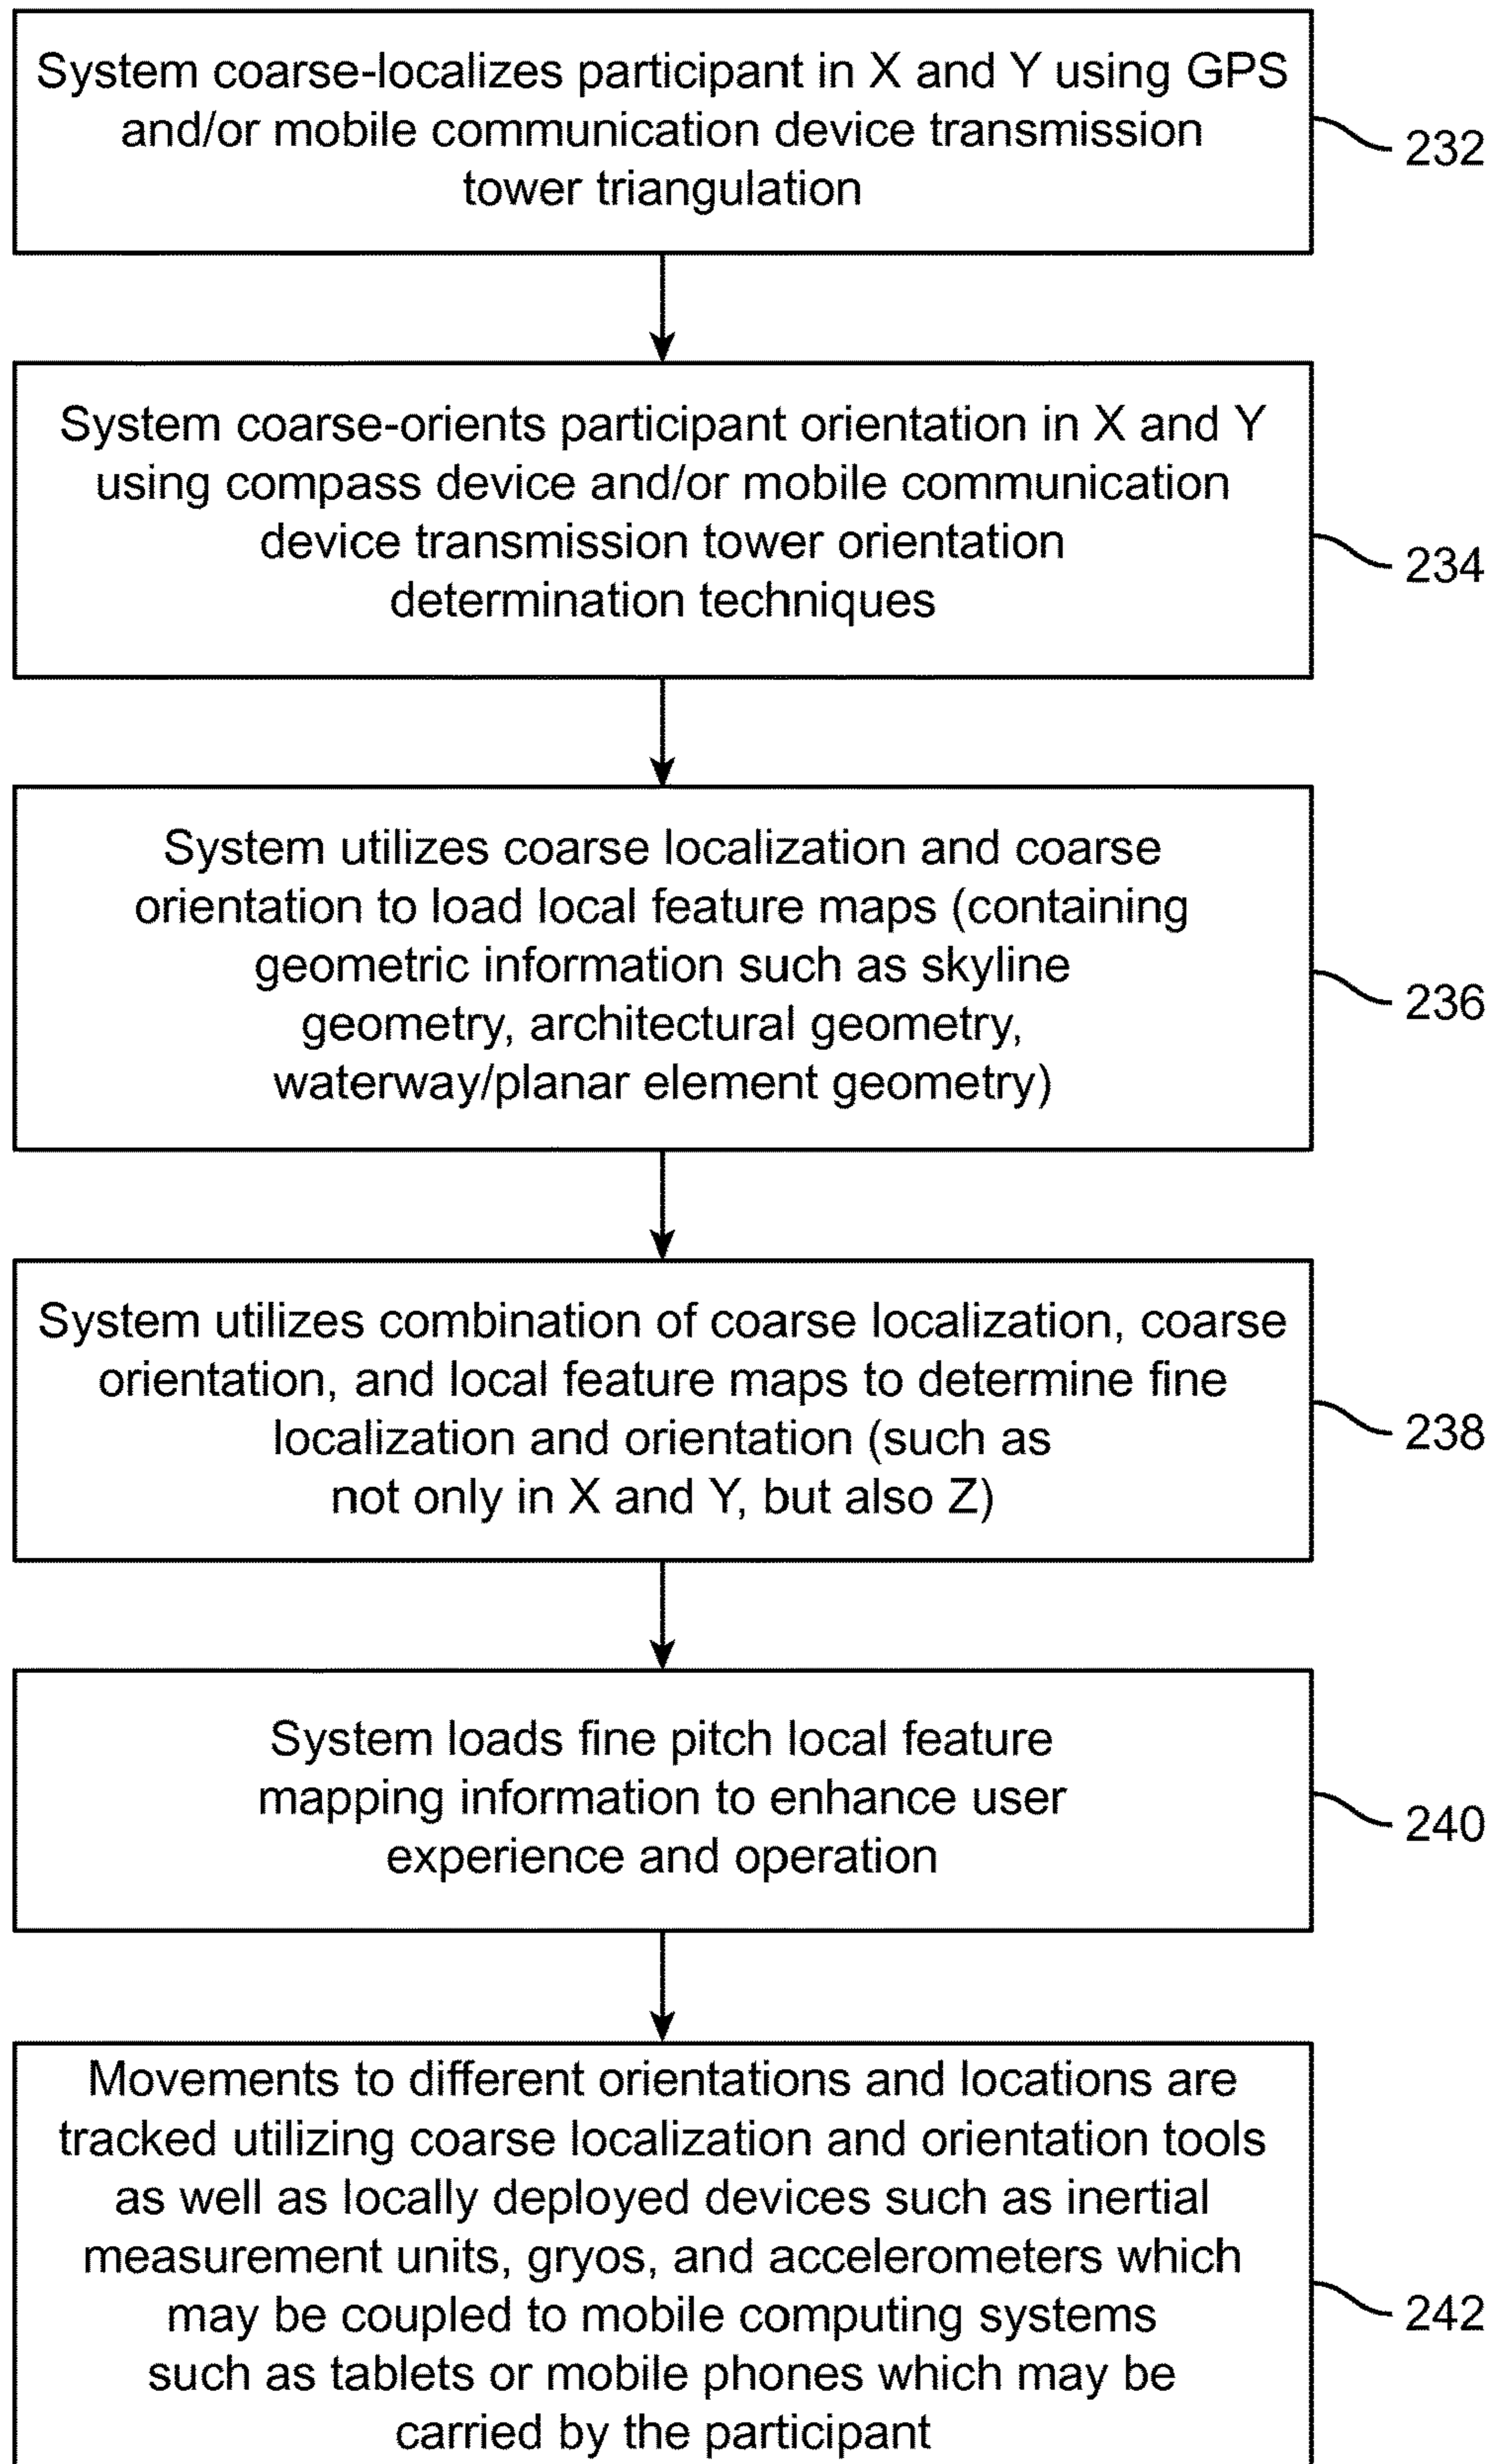 System coarse-localizes participant in X and Y using GPS
and/or mobile communication device transmission
tower triangulation
232
System coarse-orients participant orientation in X and Y
using compass device and/or mobile communication
device transmission tower orientation
determination techniques
234
System utilizes coarse localization and coarse
orientation to load local feature maps (containing
geometric information such as skyline
geometry, architectural geometry,
waterway/planar element geometry)
236
System utilizes combination of coarse localization, coarse
orientation, and local feature maps to determine fine
localization and orientation (such as
not only in X and Y, but also Z)
238
System loads fine pitch local feature
mapping information to enhance user
experience and operation
240
Movements to different orientations and locations are
tracked utilizing coarse localization and orientation tools
as well as locally deployed devices such as inertial
measurement units, gryos, and accelerometers which
may be coupled to mobile computing systems
such as tablets or mobile phones which may be
carried by the participant
242